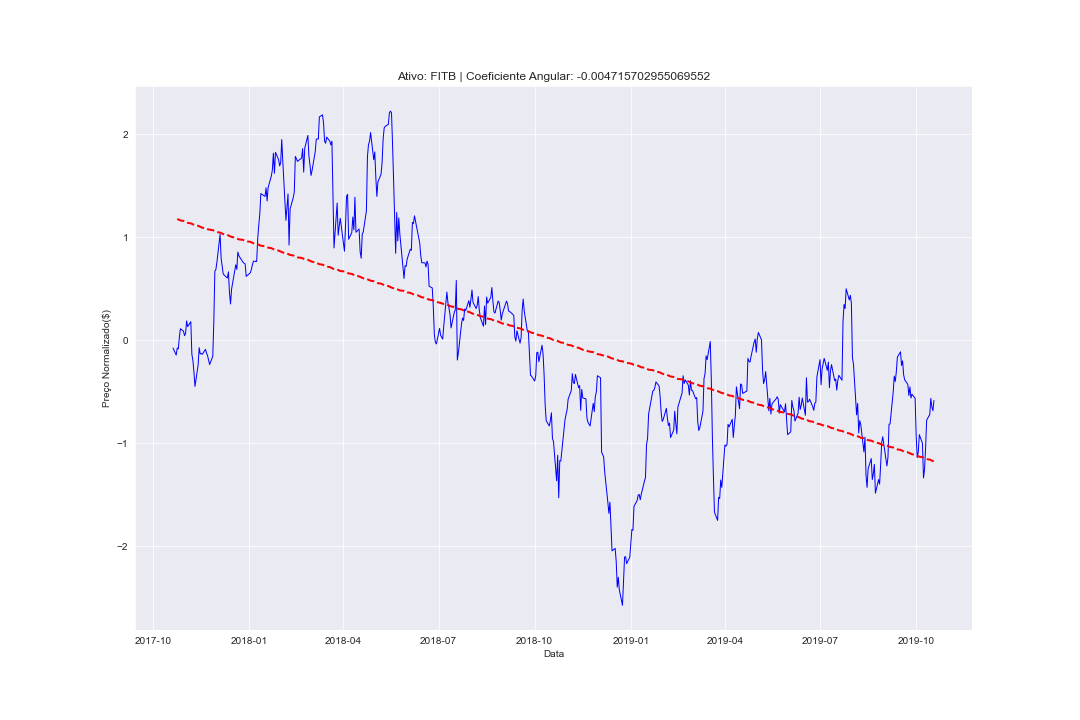 Ativo: FITB | Coeficiente Angular: -0.004715702955069552
Preço Normalizado($)
2
1
0
−1
−2
2017-10 2018-01 2018-04 2018-07 2018-10 2019-01 2019-04 2019-07 2019-10
Data